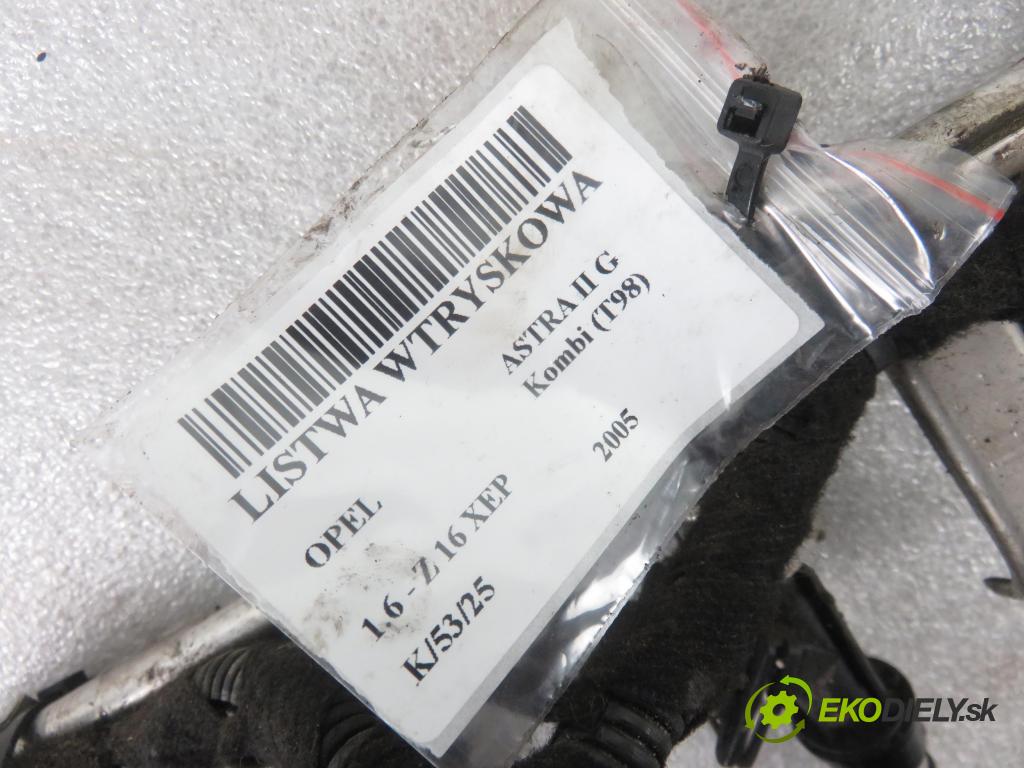 LISTWA WTRYSKOWA
OPEL
ASTRA II G
Kombi (T98)
1,6 - Z 16 XEP
2005
K/53/25
EKODIELY.sk